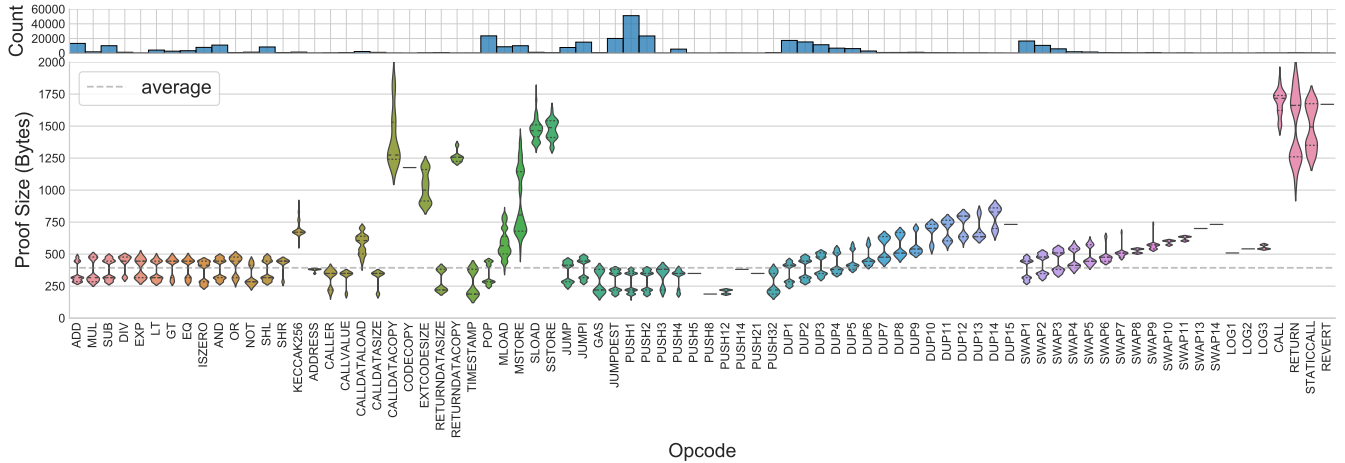 Count
60000
40000
20000
0
Proof Size (Bytes)
2000
1750
1500
1250
1000
750
500
250
0
average
ADD
MUL
SUB
DIV
EXP
LT
GT
EQ
ISZERO
AND
OR
NOT
SHL
SHR
KECCAK256
ADDRESS
CALLER
CALLVALUE
CALLDATALOAD
CALLDATASIZE
CALLDATACOPY
CODECOPY
EXTCODESIZE
RETURNDATASIZE
RETURNDATACOPY
TIMESTAMP
POP
MLOAD
MSTORE
SLOAD
SSTORE
JUMP
JUMPI
GAS
JUMPDEST
PUSH1
PUSH2
PUSH3
PUSH4
PUSH5
PUSH8
PUSH12
PUSH14
PUSH21
PUSH32
DUP1
DUP2
DUP3
DUP4
DUP5
DUP6
DUP7
DUP8
DUP9
DUP10
DUP11
DUP12
DUP13
DUP14
DUP15
SWAP1
SWAP2
SWAP3
SWAP4
SWAP5
SWAP6
SWAP7
SWAP8
SWAP9
SWAP10
SWAP11
SWAP13
SWAP14
LOG1
LOG2
LOG3
CALL
RETURN
STATICCALL
REVERT
Opcode